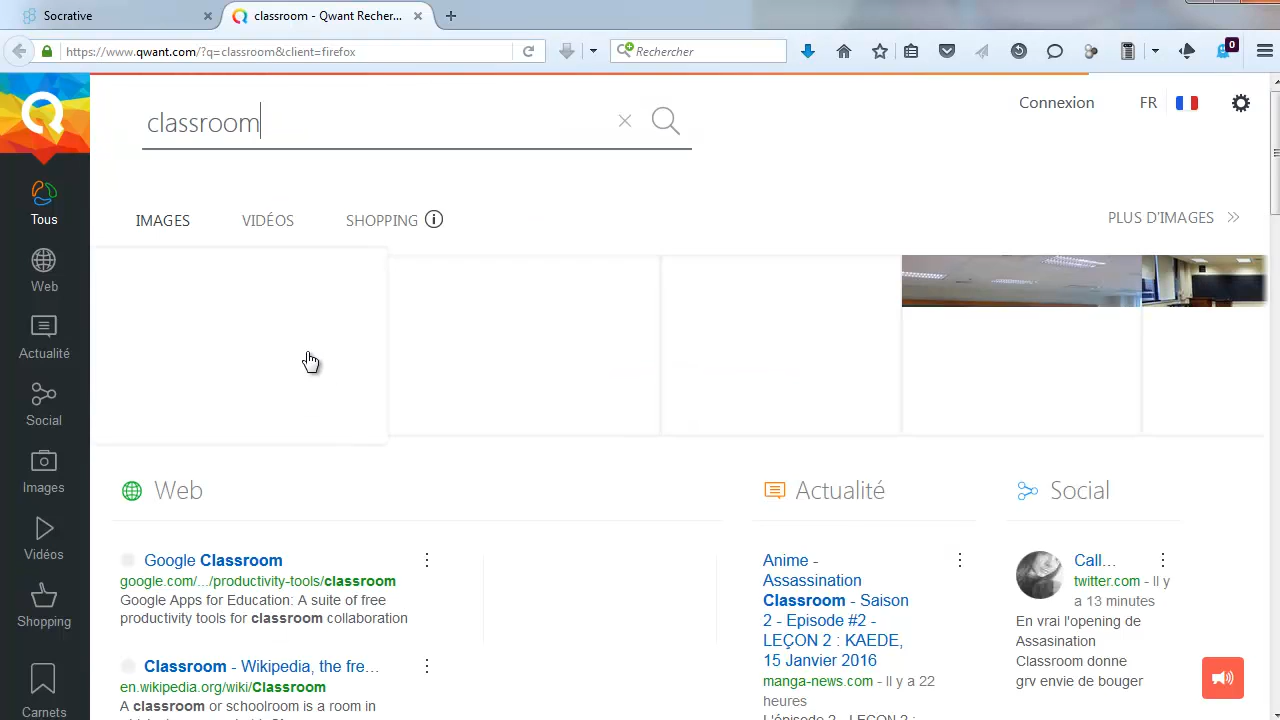 Socrative
classroom - Qwant Recher...
https://www.qwant.com/?q=classroom&client=firefox
Rechercher
0
classroom
Connexion
FR
Tous
Web
Actualité
Social
Images
Vidéos
Shopping
Carnets
IMAGES
VIDÉOS
SHOPPING
PLUS D'IMAGES
Web
Google Classroom
google.com/.../productivity-tools/classroom
Google Apps for Education: A suite of free
productivity tools for classroom collaboration
Classroom - Wikipedia, the fre...
en.wikipedia.org/wiki/Classroom
A classroom or schoolroom is a room in
Actualité
Anime -
Assassination
Classroom - Saison
2 - Episode #2 -
LEÇON 2 : KAEDE,
15 Janvier 2016
manga-news.com - Il y a 22
heures
L'épisode 2 - LEÇON 2 :
Social
Call...
twitter.com - Il y
a 13 minutes
En vrai l'opening de
Assasination
Classroom donne
grv envie de bouger